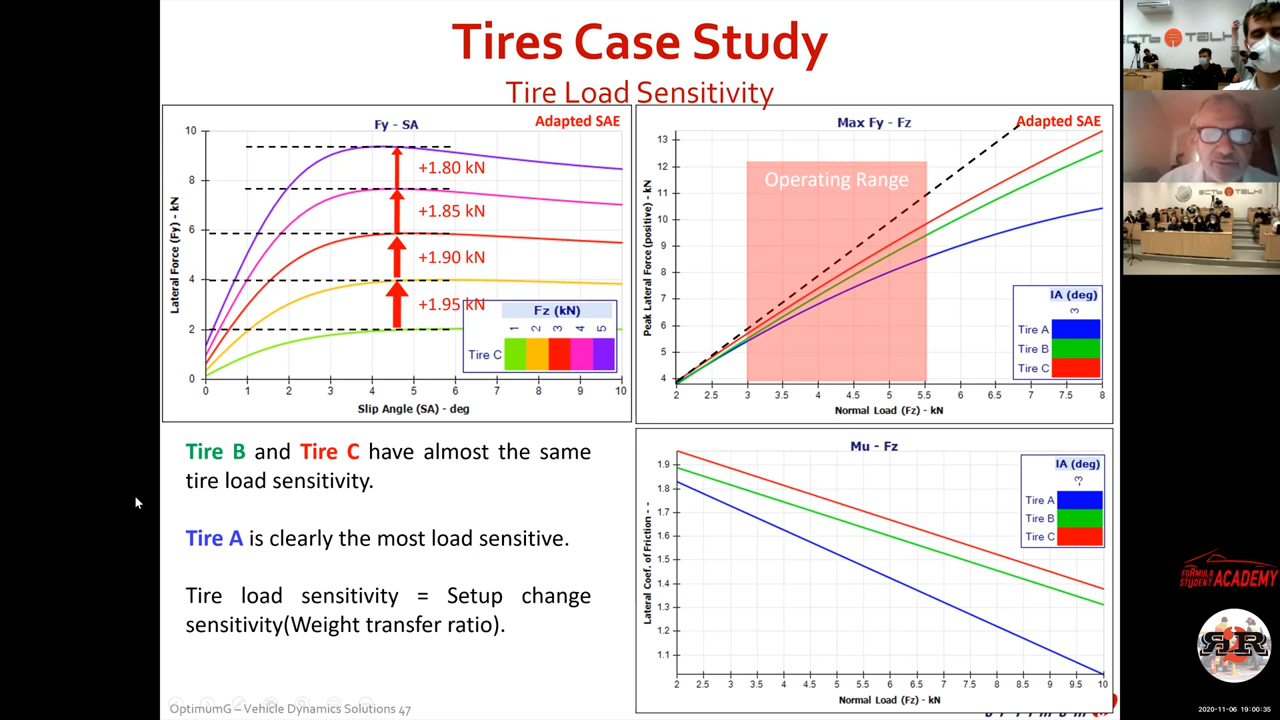 Tires Case Study
Tire Load Sensitivity
Fy - SA
Adapted SAE
10
8
6
4
2
0
Lateral Force (Fy) - kN
+1.80 kN
+1.85 kN
+1.90 kN
+1.95 kN
Fz (kN)
1 2 3 4 5
Tire C
0 1 2 3 4 5 6 7 8 9 10
Slip Angle (SA) - deg
Max Fy - Fz
Adapted SAE
13
12
11
10
9
8
7
6
5
4
Peak Lateral Force (positive) - kN
Operating Range
IA (deg)
3
Tire A
Tire B
Tire C
2 2.5 3 3.5 4 4.5 5 5.5 6 6.5 7 7.5 8
Normal Load (Fz) - kN
Tire B and Tire C have almost the same
tire load sensitivity.
Tire A is clearly the most load sensitive.
Tire load sensitivity = Setup change
sensitivity(Weight transfer ratio).
Mu - Fz
1.9
1.8
1.7
1.6
1.5
1.4
1.3
1.2
1.1
Lateral Coef. of Friction - -
IA (deg)
-3
Tire A
Tire B
Tire C
2 2.5 3 3.5 4 4.5 5 5.5 6 6.5 7 7.5 8 8.5 9 9.5 10
Normal Load (Fz) - kN
OptimumG – Vehicle Dynamics Solutions 47
FORMULA
STUDENT ACADEMY
2020-11-06 19:00:35